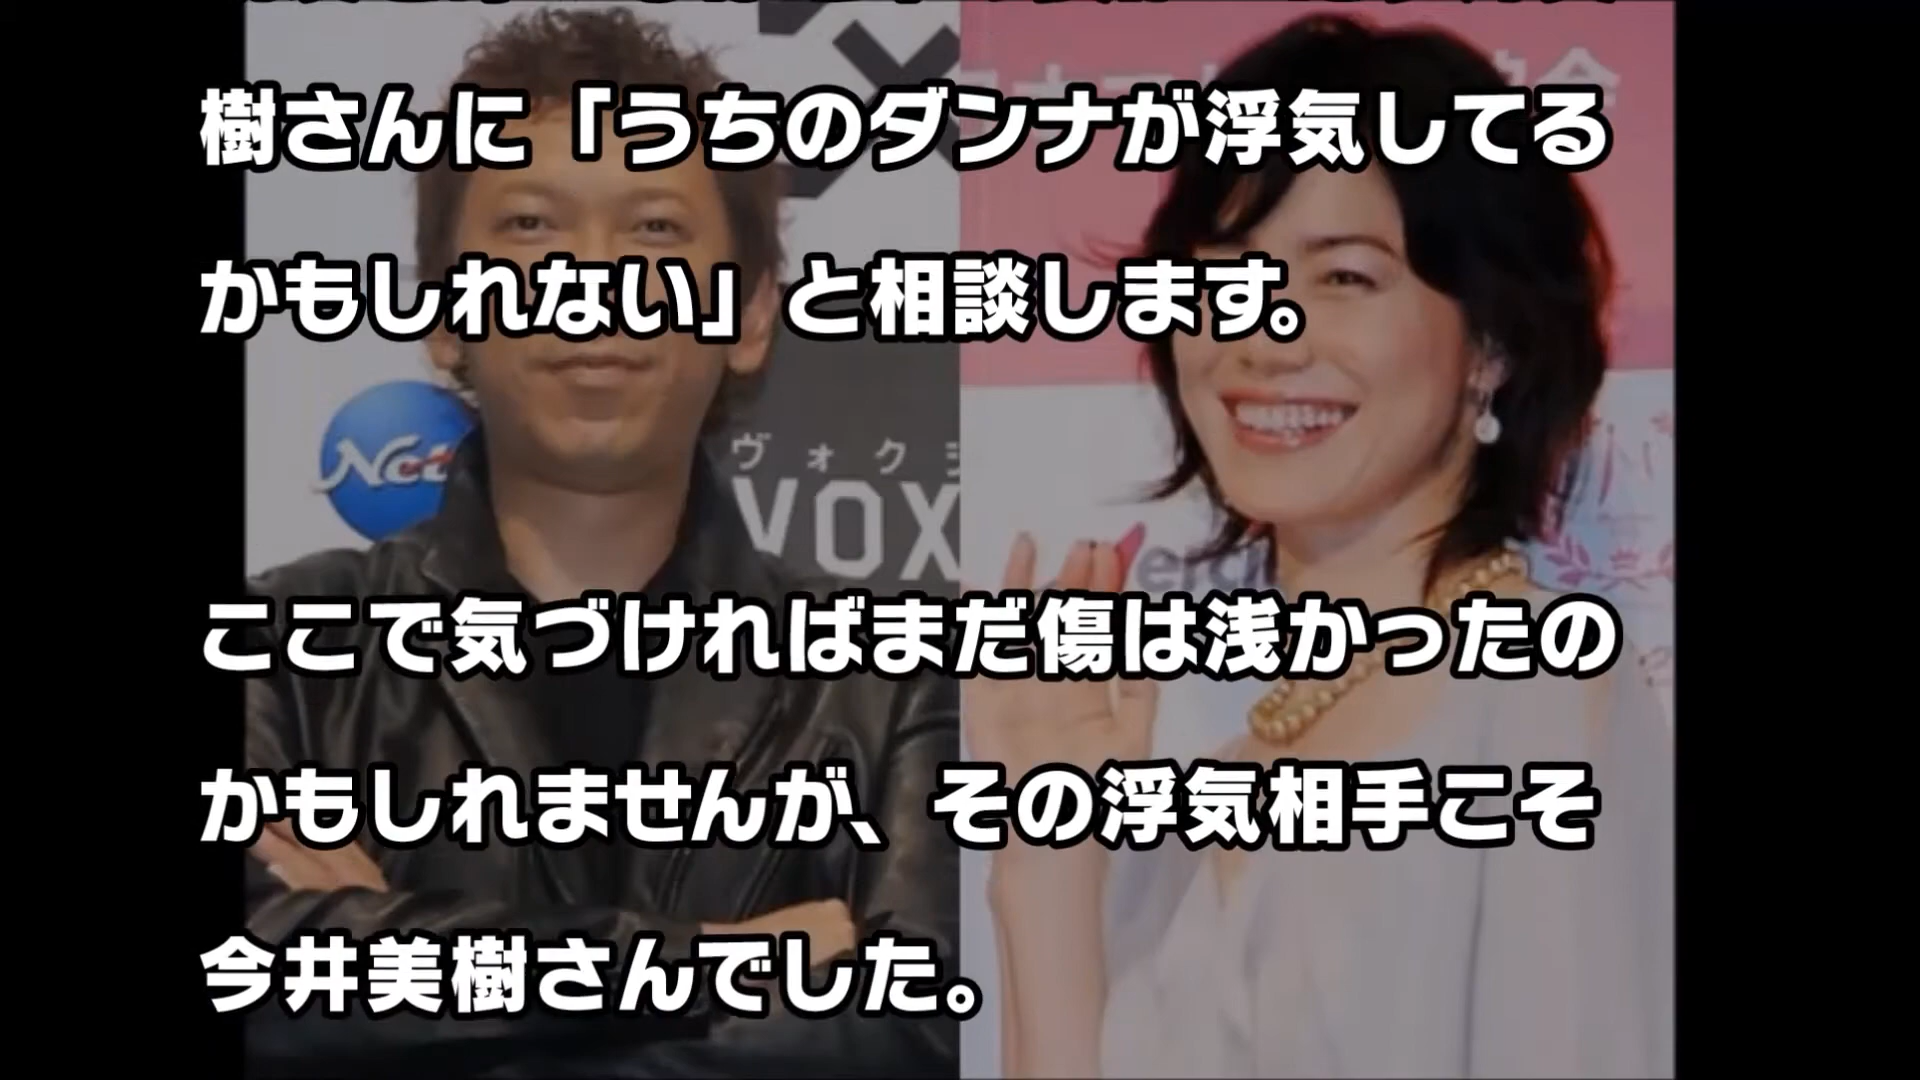 樹さんに「うちのダンナが浮気してる
かもしれない」と相談します。
ここで気づければまだ傷は浅かったの
かもしれませんが、その浮気相手こそ
今井美樹さんでした。
Net
ヴォク
VOX